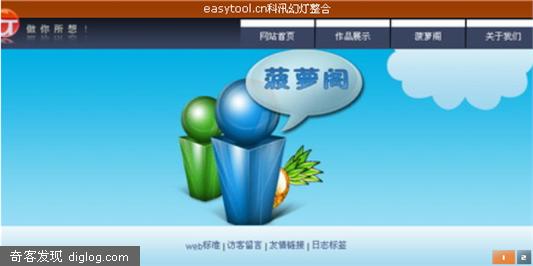 easytool.cn科汛幻灯整合
做你所想！
网站首页 作品展示 菠萝阁 关于我们
菠萝阁
web标准 | 访客留言 | 友情链接 | 日志标签
奇客发现 diglog.com
1 2